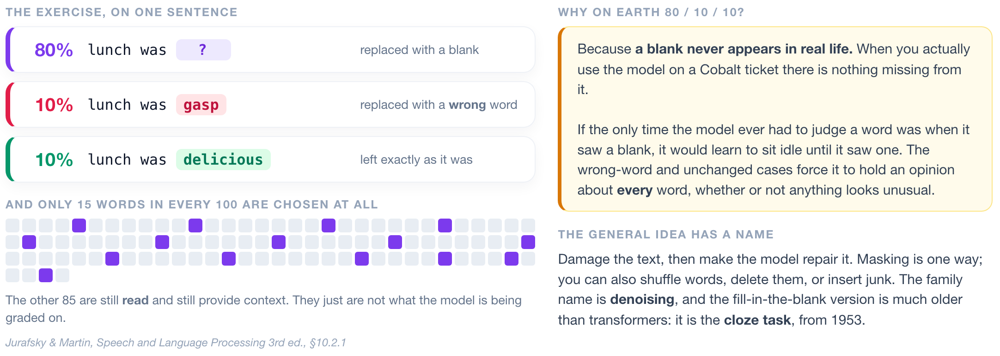 THE EXERCISE, ON ONE SENTENCE
80% lunch was ? replaced with a blank
10% lunch was gasp replaced with a wrong word
10% lunch was delicious left exactly as it was
AND ONLY 15 WORDS IN EVERY 100 ARE CHOSEN AT ALL
The other 85 are still read and still provide context. They just are not what the model is being
graded on.
Jurafsky & Martin, Speech and Language Processing 3rd ed., §10.2.1
WHY ON EARTH 80 / 10 / 10?
Because a blank never appears in real life. When you actually
use the model on a Cobalt ticket there is nothing missing from
it.
If the only time the model ever had to judge a word was when it
saw a blank, it would learn to sit idle until it saw one. The
wrong-word and unchanged cases force it to hold an opinion
about every word, whether or not anything looks unusual.
THE GENERAL IDEA HAS A NAME
Damage the text, then make the model repair it. Masking is one way;
you can also shuffle words, delete them, or insert junk. The family
name is denoising, and the fill-in-the-blank version is much older
than transformers: it is the cloze task, from 1953.